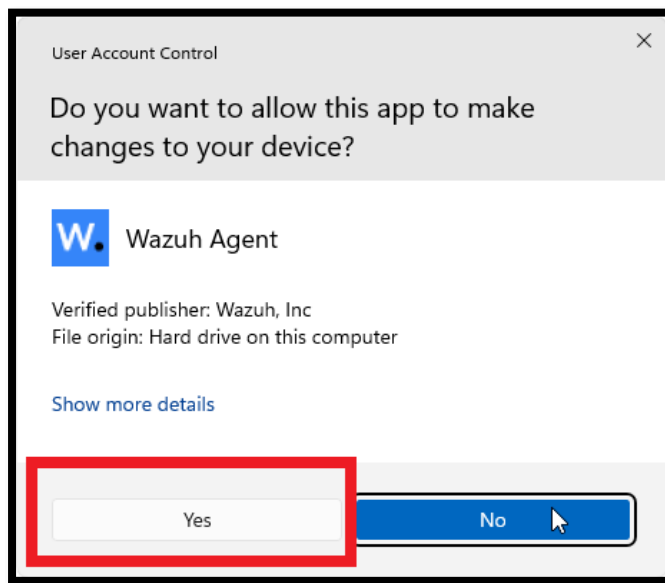 User Account Control
Do you want to allow this app to make
changes to your device?
W.
Wazuh Agent
Verified publisher: Wazuh, Inc
File origin: Hard drive on this computer
Show more details
Yes
No